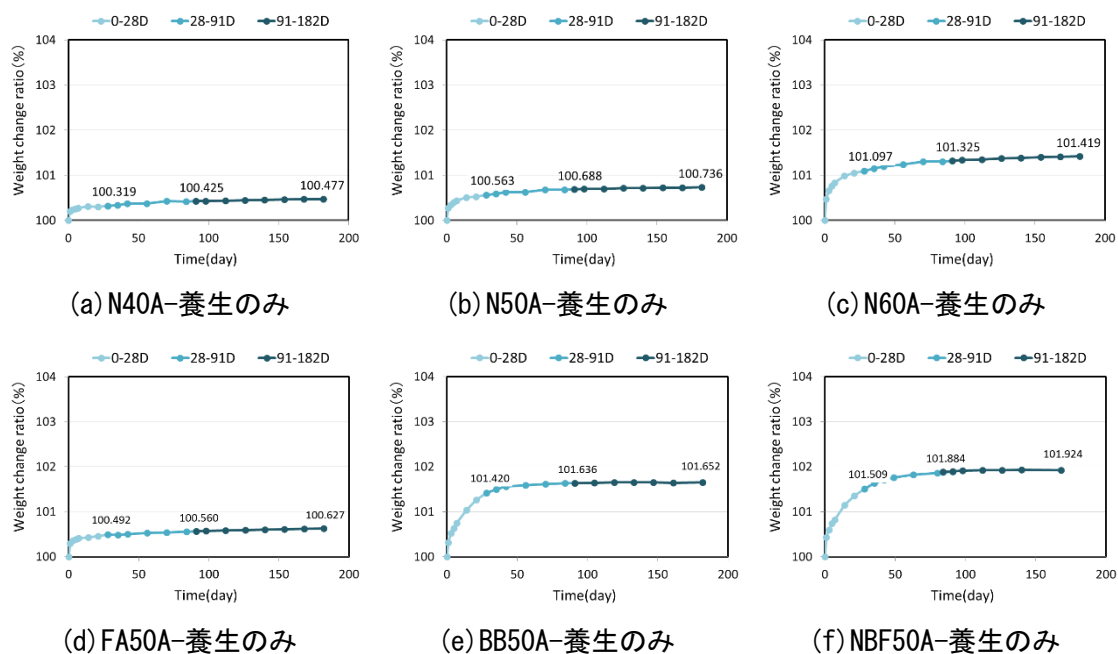 0-28D 28-91D 91-182D
Weight change ratio(%)
104
103
102
101
100
100.319
100.425
100.477
0 50 100 150 200
Time(day)
(a)N40A-養生のみ
0-28D 28-91D 91-182D
Weight change ratio(%)
104
103
102
101
100
100.563
100.688
100.736
0 50 100 150 200
Time(day)
(b)N50A-養生のみ
0-28D 28-91D 91-182D
Weight change ratio(%)
104
103
102
101
100
101.097
101.325
101.419
0 50 100 150 200
Time(day)
(c)N60A-養生のみ
0-28D 28-91D 91-182D
Weight change ratio(%)
104
103
102
101
100
100.492
100.560
100.627
0 50 100 150 200
Time(day)
(d)FA50A-養生のみ
0-28D 28-91D 91-182D
Weight change ratio(%)
104
103
102
101
100
101.420
101.636
101.652
0 50 100 150 200
Time(day)
(e)BB50A-養生のみ
0-28D 28-91D 91-182D
Weight change ratio(%)
104
103
102
101
100
101.509
101.884
101.924
0 50 100 150 200
Time(day)
(f)NBF50A-養生のみ